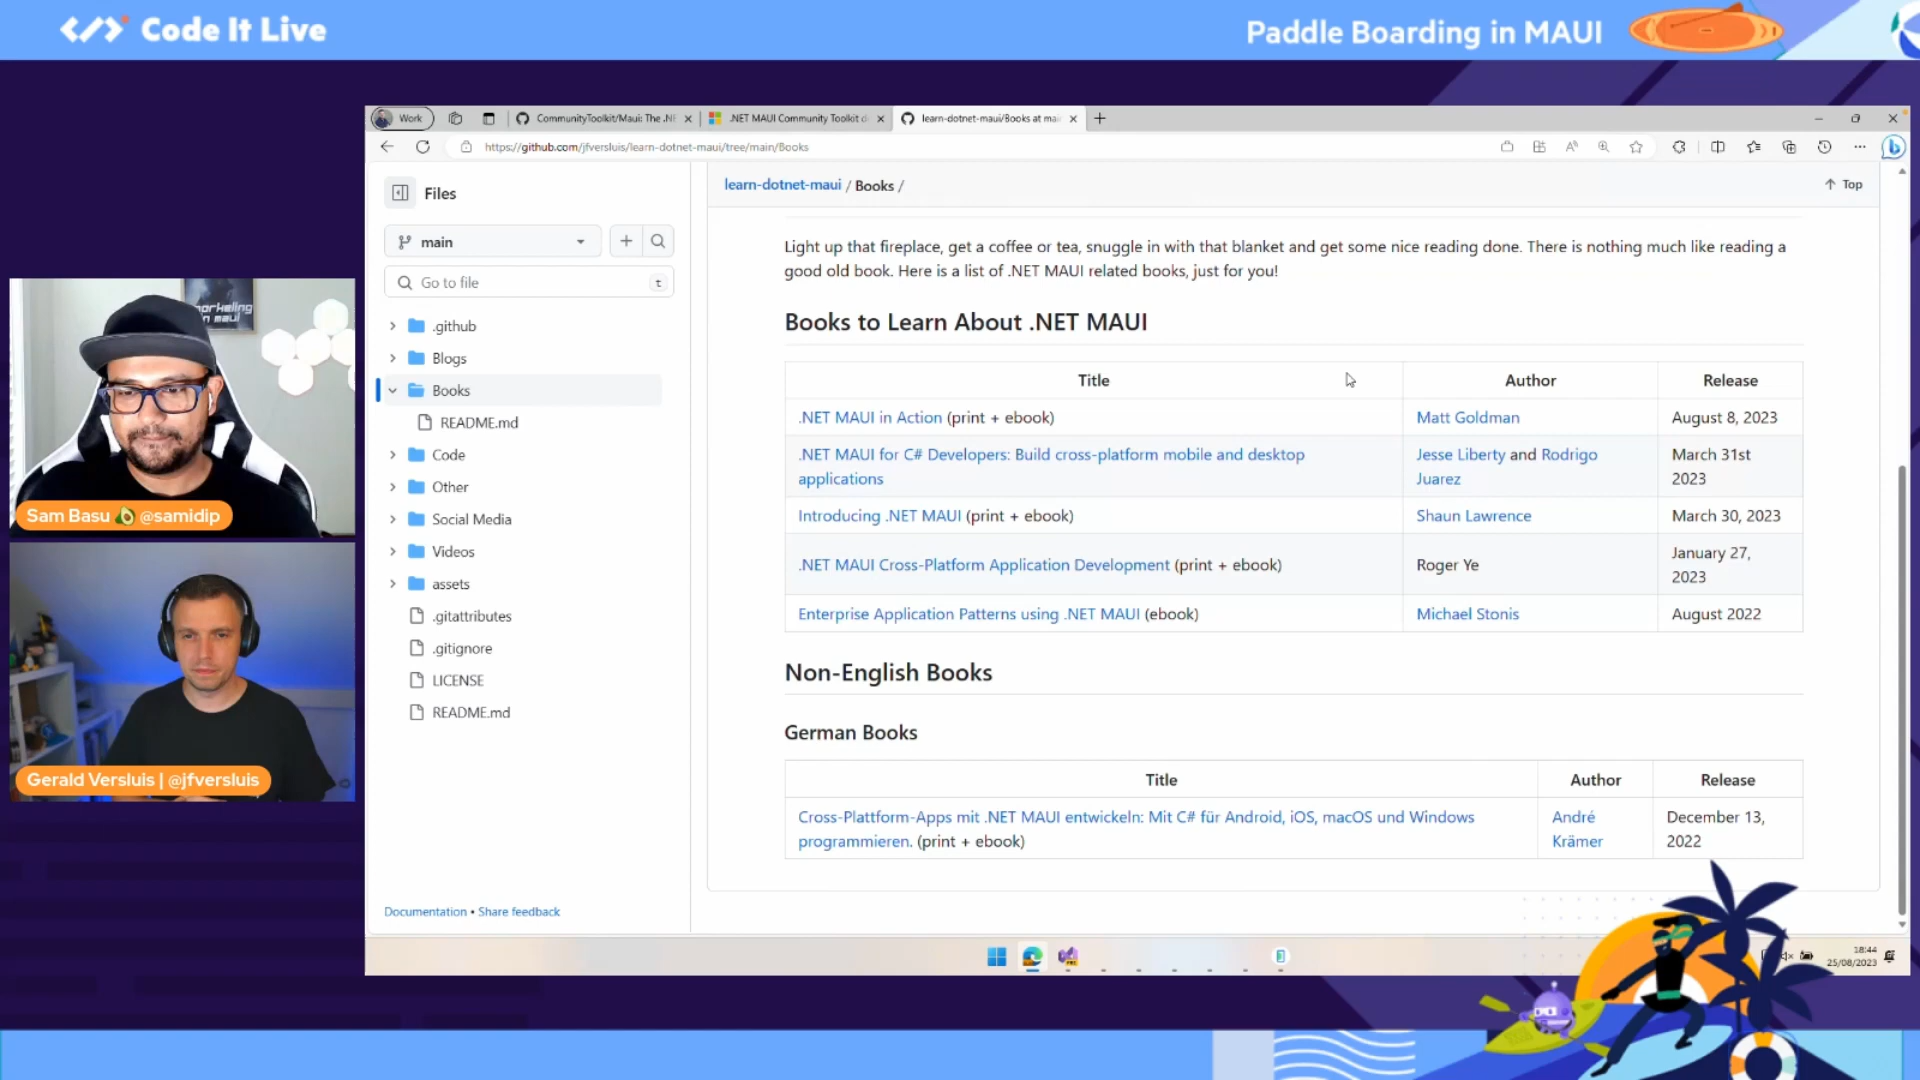 Code It Live
Paddle Boarding in MAUI
Work
CommunityToolkit/Maui: The .NE
.NET MAUI Community Toolkit d
learn-dotnet-maui/Books at mai
https://github.com/jfversluis/learn-dotnet-maui/tree/main/Books
Files
learn-dotnet-maui / Books /
Top
main
Go to file
t
.github
Blogs
Books
README.md
Code
Other
Social Media
Videos
assets
.gitattributes
.gitignore
LICENSE
README.md
Documentation • Share feedback
Light up that fireplace, get a coffee or tea, snuggle in with that blanket and get some nice reading done. There is nothing much like reading a
good old book. Here is a list of .NET MAUI related books, just for you!
Books to Learn About .NET MAUI
Title Author Release
.NET MAUI in Action (print + ebook) Matt Goldman August 8, 2023
.NET MAUI for C# Developers: Build cross-platform mobile and desktop Jesse Liberty and Rodrigo March 31st
applications Juarez 2023
Introducing .NET MAUI (print + ebook) Shaun Lawrence March 30, 2023
.NET MAUI Cross-Platform Application Development (print + ebook) Roger Ye January 27,
2023
Enterprise Application Patterns using .NET MAUI (ebook) Michael Stonis August 2022
Non-English Books
German Books
Title Author Release
Cross-Plattform-Apps mit .NET MAUI entwickeln: Mit C# für Android, iOS, macOS und Windows André December 13,
programmieren. (print + ebook) Krämer 2022
in maui
Sam Basu @samidip
Gerald Versluis | @jfversluis
18:44
25/08/2023